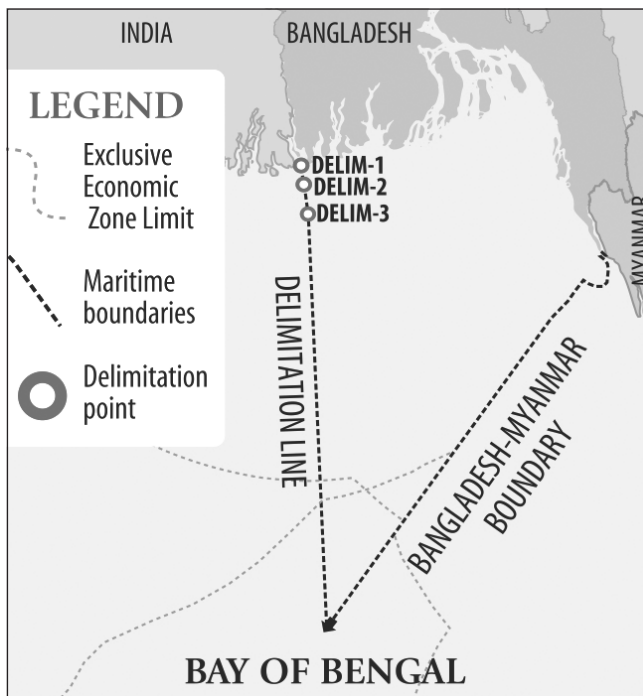 INDIA
BANGLADESH
LEGEND
Exclusive
Economic
Zone Limit
Maritime
boundaries
Delimitation
point
DELIM-1
DELIM-2
DELIM-3
MYANMAR
DELIMITATION LINE
BANGLADESH-MYANMAR
BOUNDARY
BAY OF BENGAL